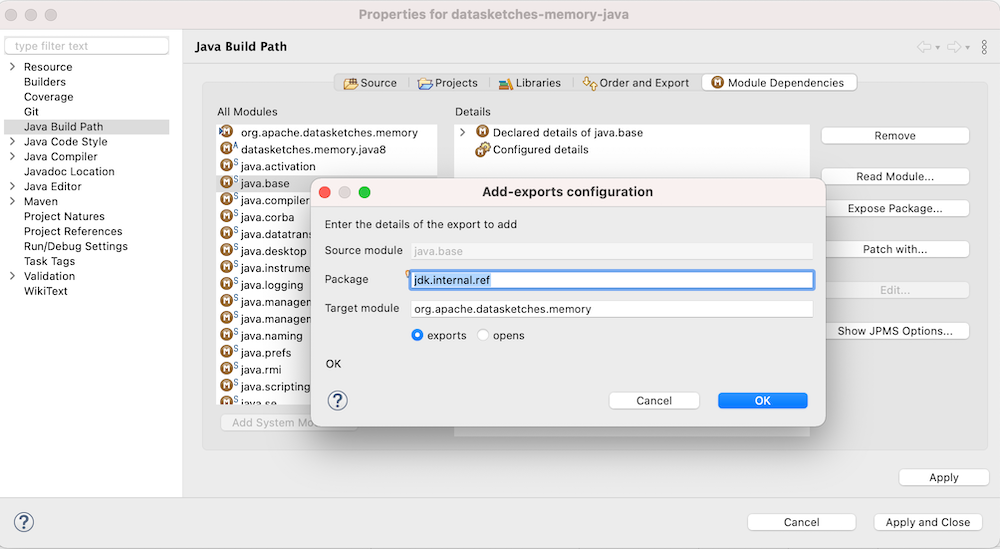 Properties for datasketches-memory-java
type filter text
Resource
Builders
Coverage
Git
Java Build Path
Java Code Style
Java Compiler
Javadoc Location
Java Editor
Maven
Project Natures
Project References
Run/Debug Settings
Task Tags
Validation
WikiText
Java Build Path
Source
Projects
Libraries
Order and Export
Module Dependencies
All Modules
org.apache.datasketches.memory
datasketches.memory.java8
java.activation
java.base
java.compiler
java.corba
java.datatrans
java.desktop
java.instrume
java.logging
java.managem
java.managem
java.naming
java.prefs
java.rmi
java.scripting
java.se
Add System Mo
Details
Declared details of java.base
Configured details
Remove
Read Module...
Expose Package...
Patch with...
Edit...
Show JPMS Options...
Add-exports configuration
Enter the details of the export to add
Source module java.base
Package jdk.internal.ref
Target module org.apache.datasketches.memory
exports opens
OK
?
Cancel
OK
Apply
?
Cancel
Apply and Close